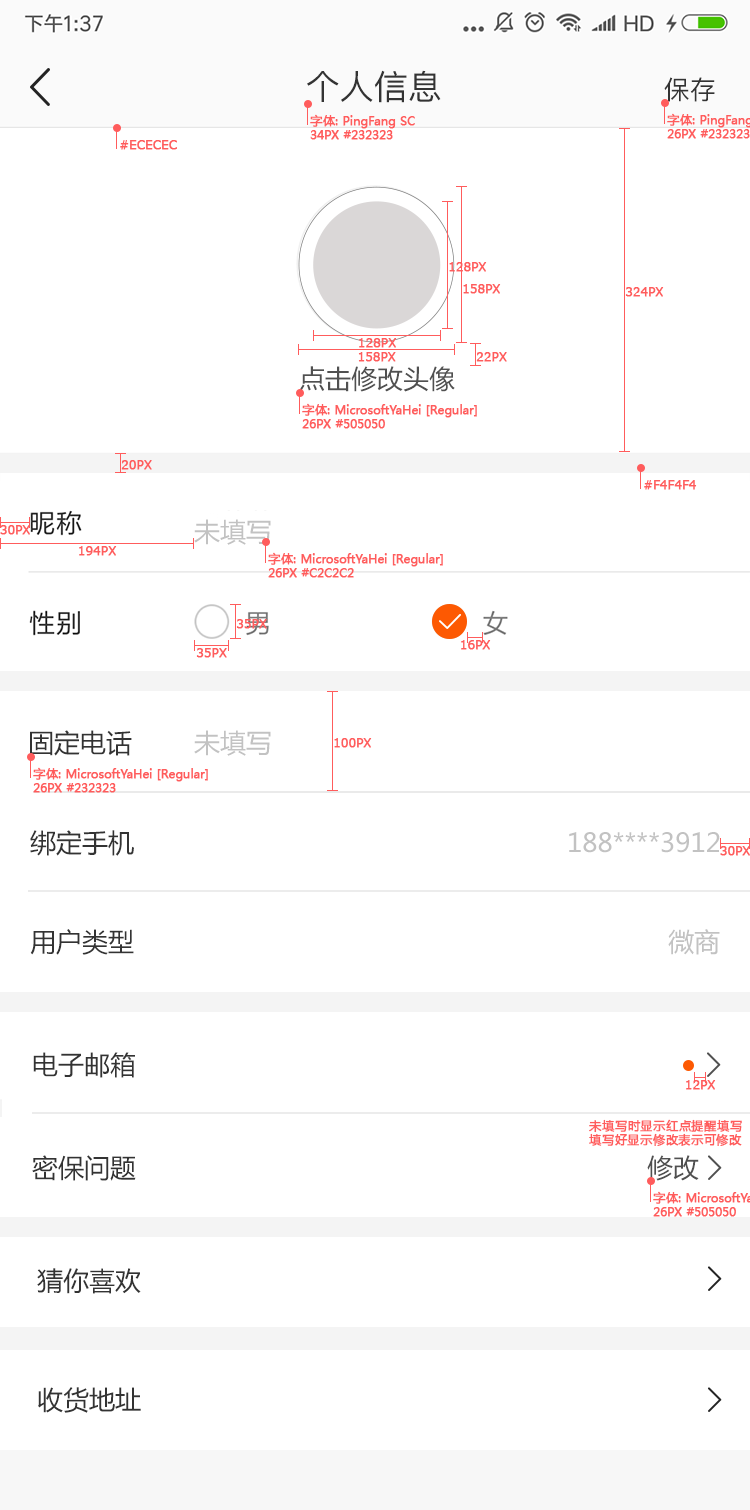 下午1:37
HD
个人信息
保存
字体: PingFang SC
34PX #232323
字体: PingFang
26PX #232323
#ECECEC
128PX
158PX
324PX
128PX
158PX
22PX
点击修改头像
字体: MicrosoftYaHei [Regular]
26PX #505050
20PX
#F4F4F4
昵称
未填写
30PX
194PX
字体: MicrosoftYaHei [Regular]
26PX #C2C2C2
性别
男
女
35PX
35PX
16PX
固定电话
未填写
100PX
字体: MicrosoftYaHei [Regular]
26PX #232323
绑定手机
188****3912
30PX
用户类型
微商
电子邮箱
12PX
未填写时显示红点提醒填写
填写好显示修改表示可修改
密保问题
修改
字体: MicrosoftYa
26PX #505050
猜你喜欢
收货地址